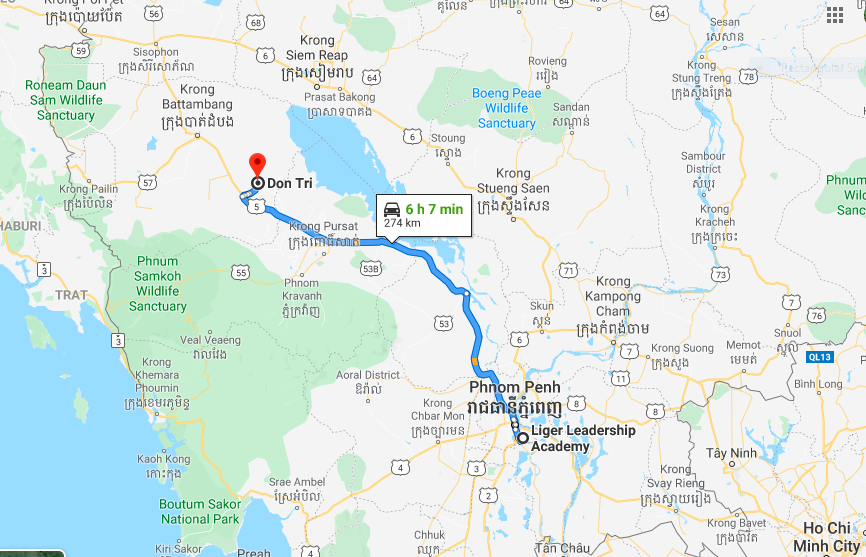 ក្រុងប៉ោយប៉ែត
56
68
64
59
6
Sisophon
ក្រុងសិរីសោភ័ណ
Krong
Siem Reap
ក្រុងសៀមរាប
64
Roneam Daun
Sam Wildlife
Sanctuary
Krong
Battambang
ក្រុងបាត់ដំបង
Prasat Bakong
ប្រាសាទបាគង
Rovieng
រវៀង
Boeng Peae
Wildlife
Sanctuary
Sandan
សណ្ដាន់
6
Stoung
ស្ទោង
Sesan
សេសាន
Krong
Stung Treng
ក្រុងស្ទឹងត្រែង
78
Sambour
District
សំបូរ
Krong Pailin
ក្រុងប៉ៃលិន
57
Don Tri
5
Krong
Stueng Saen
ក្រុងស្ទឹងសែន
Krong
Kracheh
ក្រុងក្រចេះ
Phnum
Wildlife
Sanct
6 h 7 min
274 km
Krong Pursat
ក្រុងពោធិ៍សាត់
53B
HABURI
3
TRAT
Phnum
Samkoh
Wildlife
Sanctuary
55
Phnom
Kravanh
ភ្នំក្រវ៉ាញ
71
73
Krong
Kampong
Cham
ក្រុងកំពង់ចាម
7
76
3
Veal Veaeng
វាលវែង
53
Skun
ស្គន់
6
7
Krong Suong
ក្រុងសួង
Memot
មេមត់
7
Snuol
ស្នួល
QL13
Binh Long
Krong
Khemara
Phoumin
ក្រុងខេមរភូមិន្ទ
Aoral District
ឱរ៉ាល់
11
Phnom Penh
រាជធានីភ្នំពេញ
Krong
Chbar Mon
ក្រុងច្បារមន
8
8
Liger Leadership
Academy
Kaoh Kong
កោះកុង
4
3
Tây Ninh
Srae Ambel
ស្រែអំបិល
2
Krong
Svay Rieng
ក្រុងស្វាយរៀង
Boutum Sakor
National Park
Krong Bavet
ក្រុងបាវិត
Ho Chi
Minh City
Chhuk
ឈូក
Tân Châu
Kiri Sakor
Preah
4